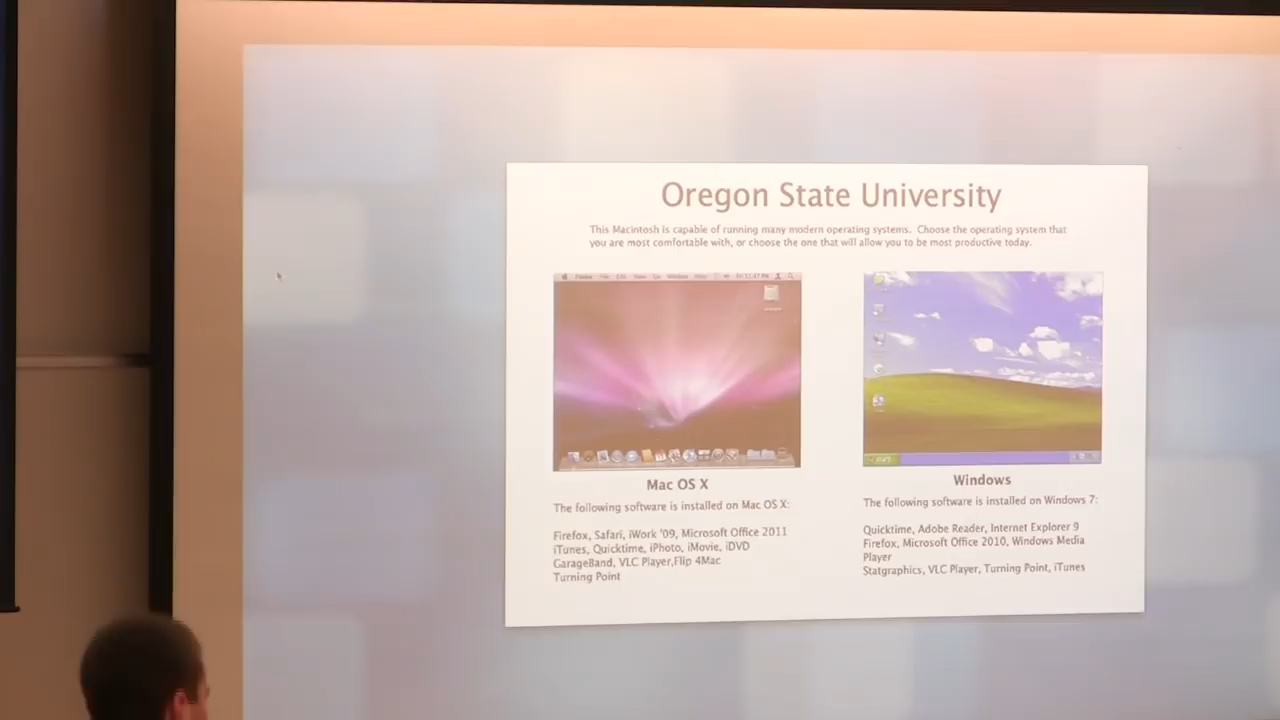 Oregon State University
This Macintosh is capable of running many modern operating systems. Choose the operating system that
you are most comfortable with, or choose the one that will allow you to be most productive today.
Mac OS X
The following software is installed on Mac OS X:
Firefox, Safari, iWork '09, Microsoft Office 2011
iTunes, Quicktime, iPhoto, iMovie, iDVD
GarageBand, VLC Player,Flip 4Mac
Turning Point
Windows
The following software is installed on Windows 7:
Quicktime, Adobe Reader, Internet Explorer 9
Firefox, Microsoft Office 2010, Windows Media
Player
Statgraphics, VLC Player, Turning Point, iTunes